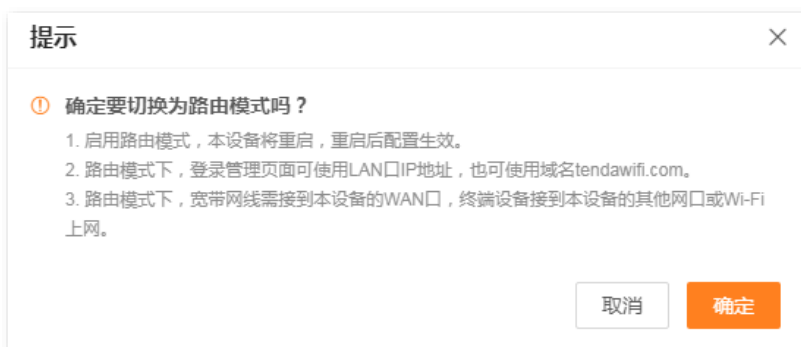 提示
确定要切换为路由模式吗？
1. 启用路由模式，本设备将重启，重启后配置生效。
2. 路由模式下，登录管理页面可使用LAN口IP地址，也可使用域名tendawifi.com。
3. 路由模式下，宽带网线需接到本设备的WAN口，终端设备接到本设备的其他网口或Wi-Fi
上网。
取消
确定